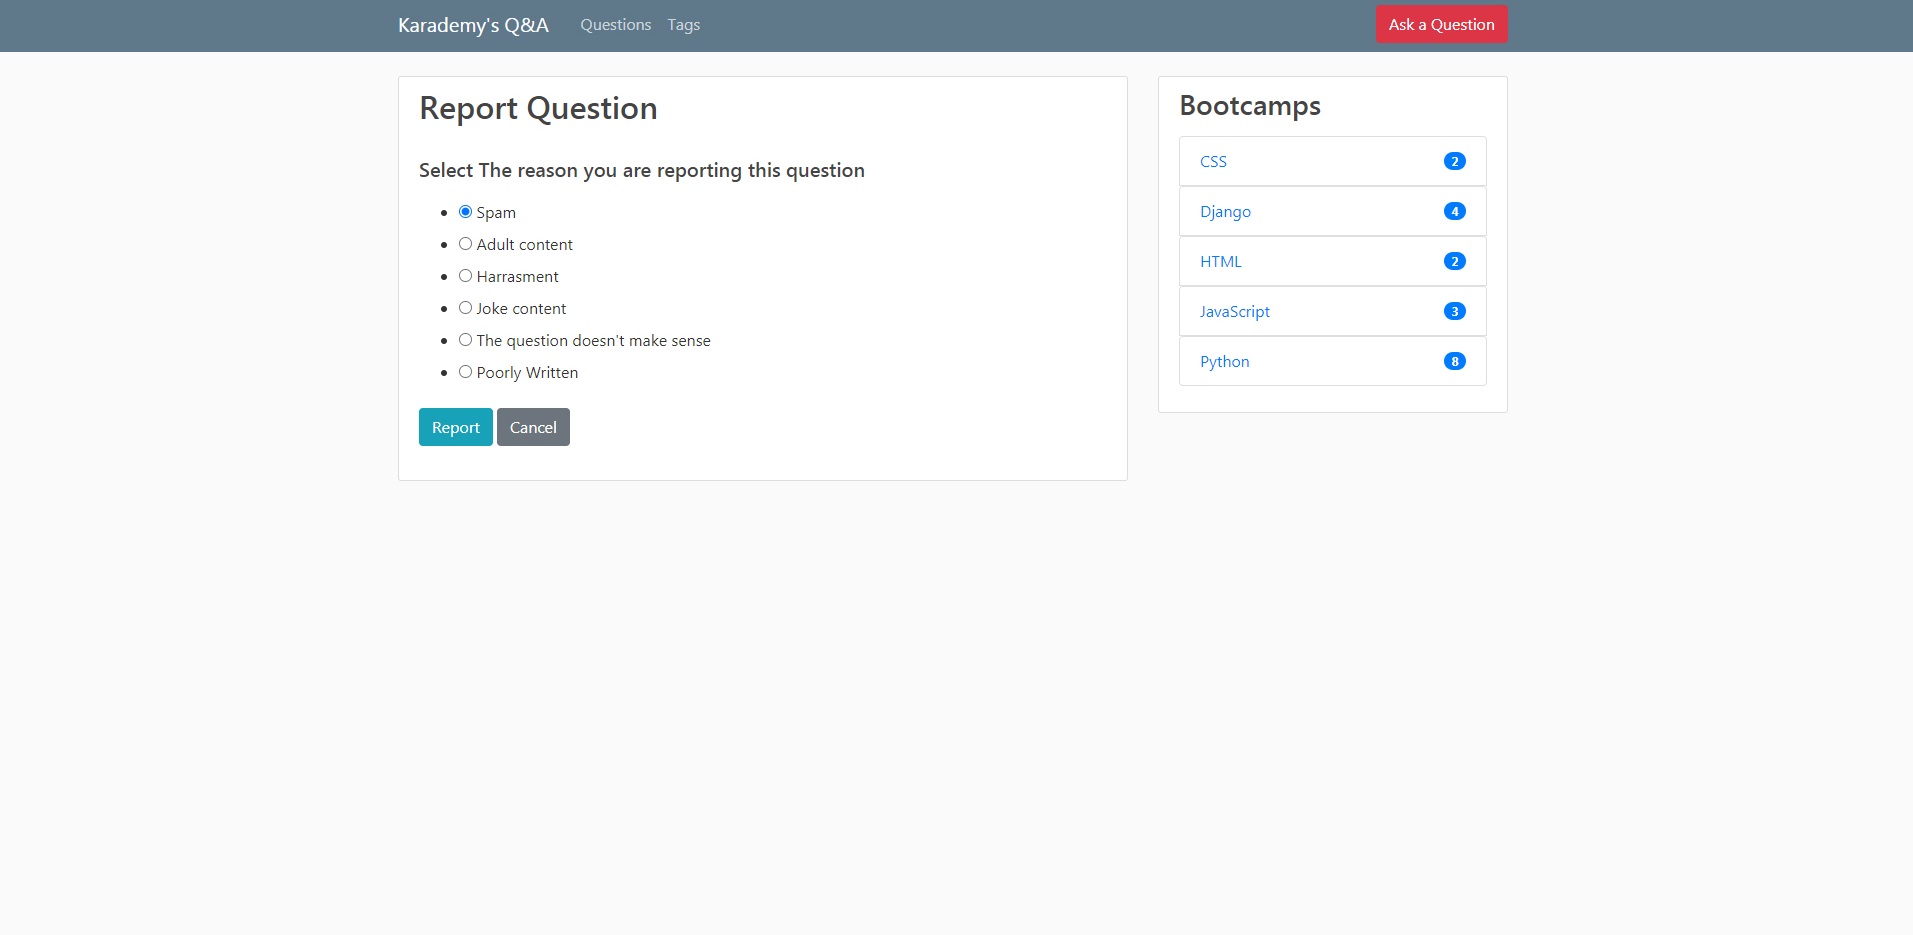 Karademy's Q&A Questions Tags Ask a Question
Report Question
Select The reason you are reporting this question
Spam
Adult content
Harrasment
Joke content
The question doesn't make sense
Poorly Written
Report Cancel
Bootcamps
CSS 2
Django 4
HTML 2
JavaScript 3
Python 8